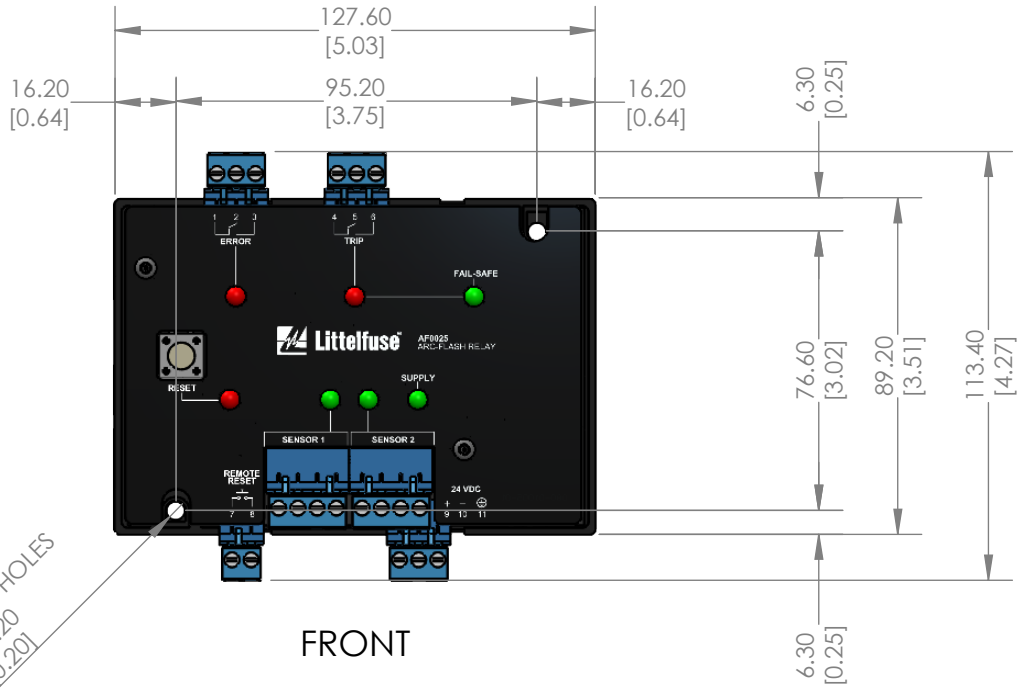 127.60
[5.03]
16.20
[0.64]
95.20
[3.75]
16.20
[0.64]
6.30
[0.25]
1 2 3
ERROR
4 5 6
TRIP
FAIL-SAFE
Littelfuse
AF0025
ARC-FLASH RELAY
RESET
SUPPLY
SENSOR 1
SENSOR 2
REMOTE
RESET
7 8
24 VDC
+ –
9 10 11
76.60
[3.02]
89.20
[3.51]
113.40
[4.27]
HOLES
.20
0.20]
6.30
[0.25]
FRONT